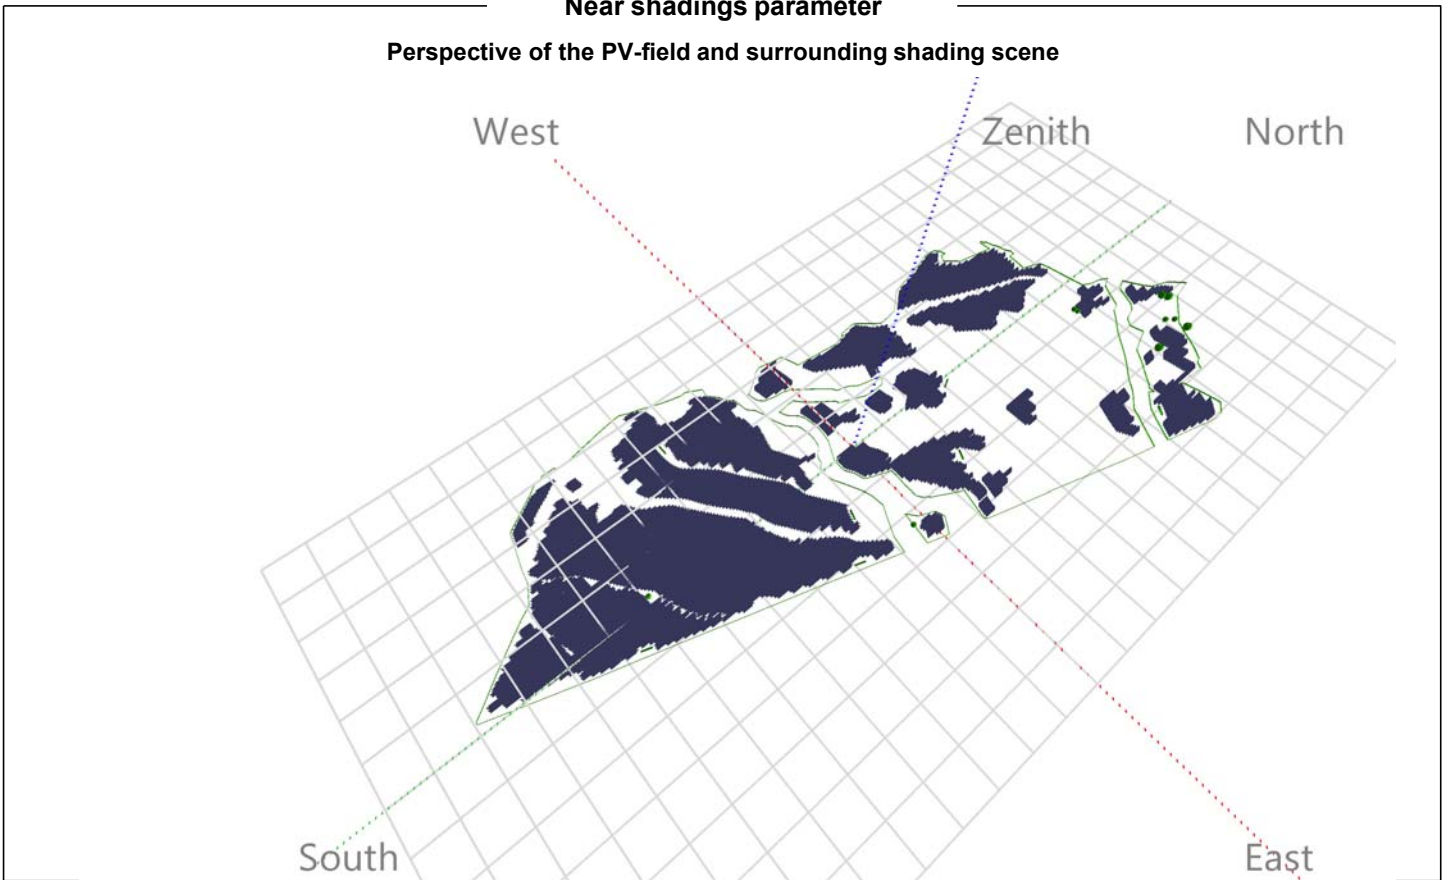 Near shadings parameter
Perspective of the PV-field and surrounding shading scene
West
Zenith
North
South
East